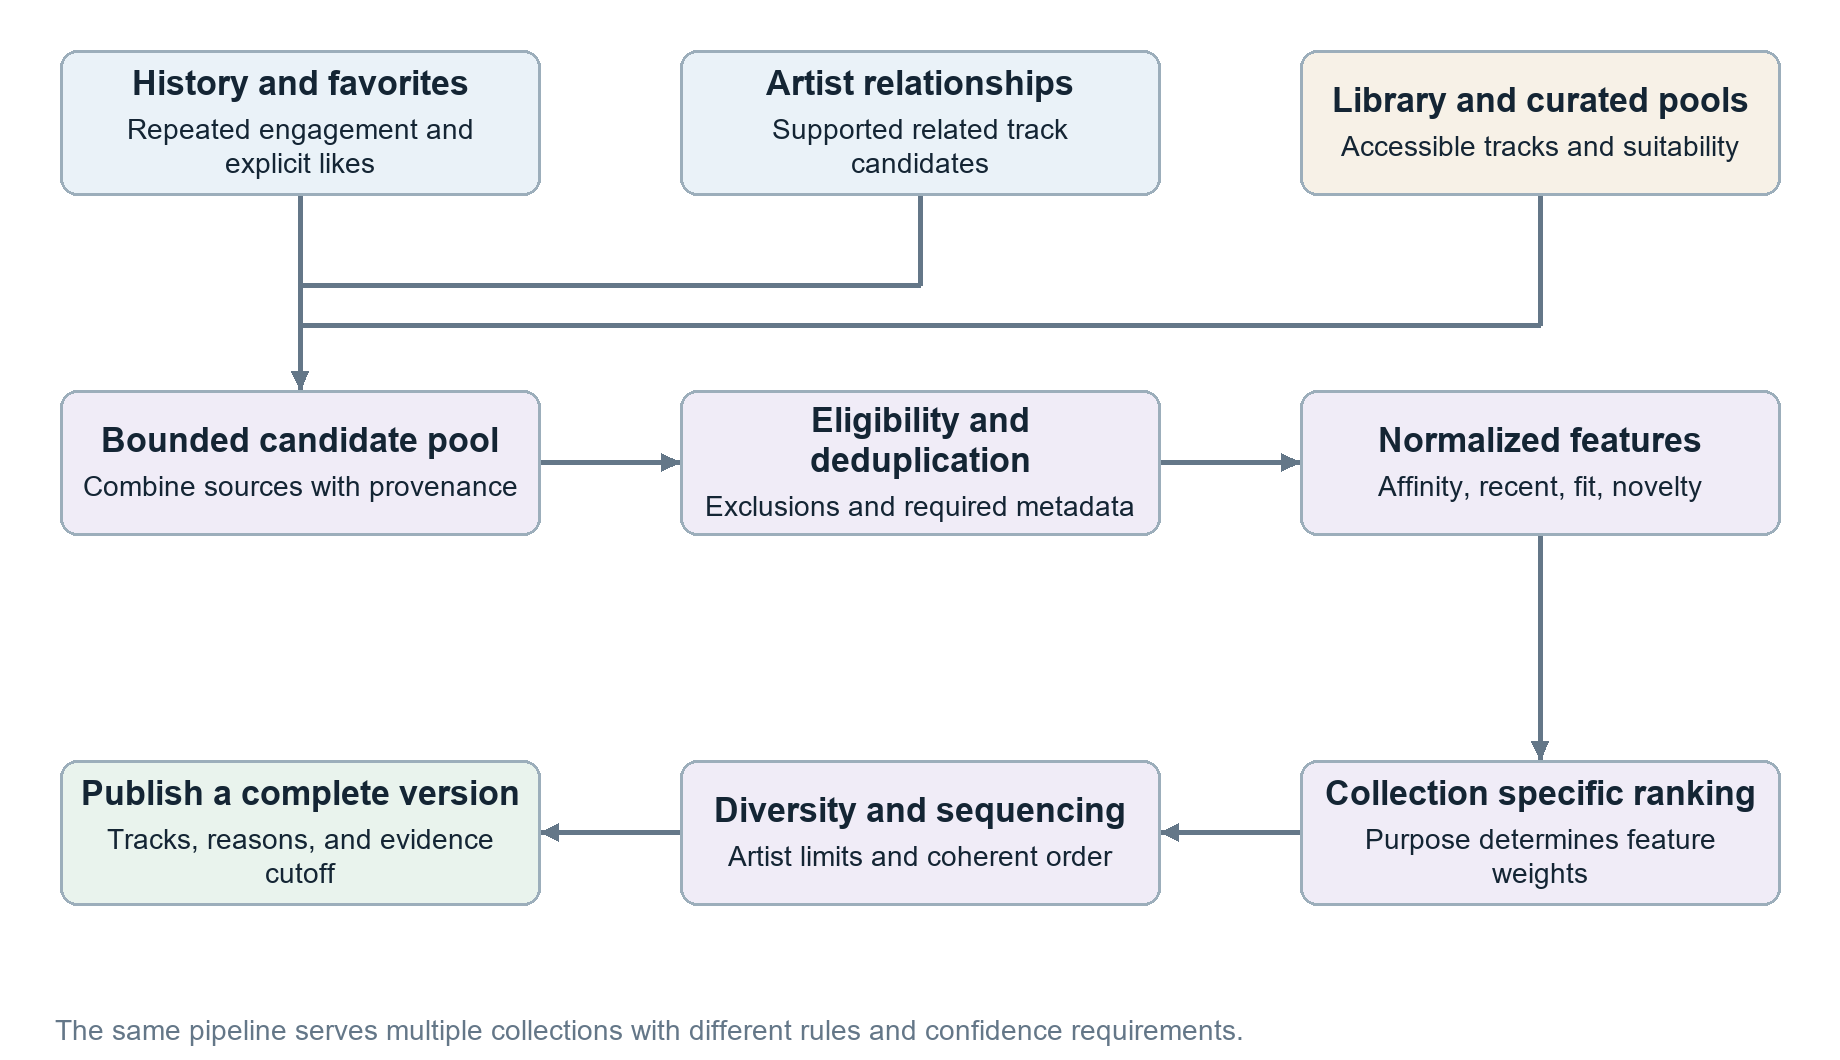 History and favorites
Repeated engagement and
explicit likes
Artist relationships
Supported related track
candidates
Library and curated pools
Accessible tracks and suitability
Bounded candidate pool
Combine sources with provenance
Eligibility and
deduplication
Exclusions and required metadata
Normalized features
Affinity, recent, fit, novelty
Publish a complete version
Tracks, reasons, and evidence
cutoff
Diversity and sequencing
Artist limits and coherent order
Collection specific ranking
Purpose determines feature
weights
The same pipeline serves multiple collections with different rules and confidence requirements.